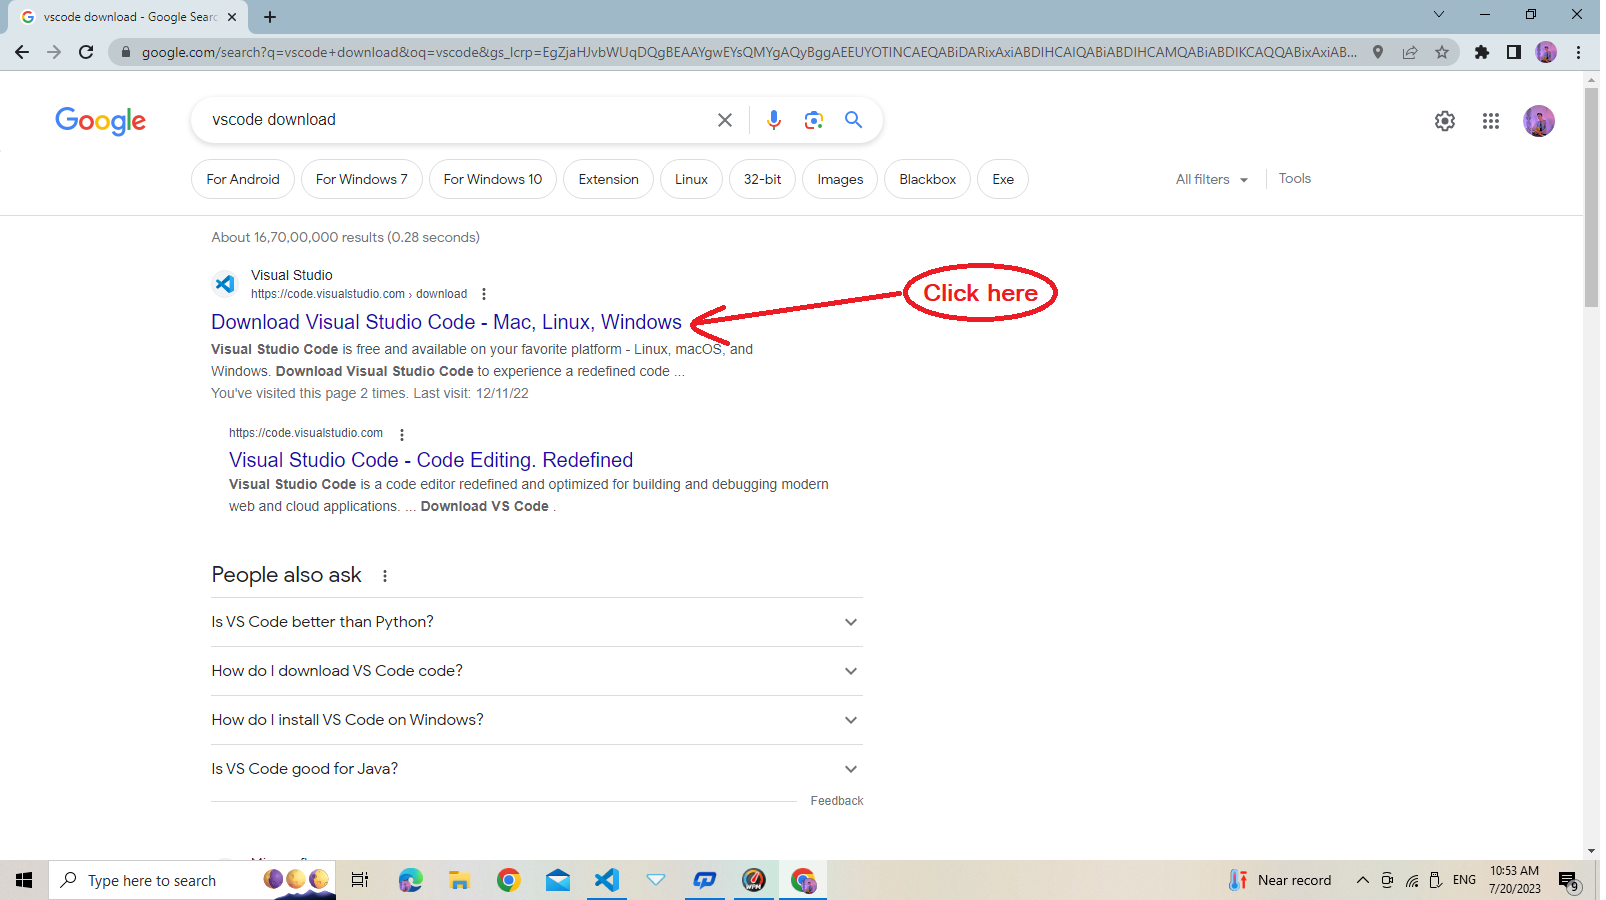 vscode download - Google Searc
google.com/search?q=vscode+download&oq=vscode&gs_lcrp=EgZjaHJvbWUqDQgBEAAYgwEYsQMYgAQyBggAEEUYOTINCAEQABiDARixAxiABDIHCAIQABiABDIHCAMQABiABDIKCAQQABixAxiAB...
Google
vscode download
For Android
For Windows 7
For Windows 10
Extension
Linux
32-bit
Images
Blackbox
Exe
All filters
Tools
About 16,70,00,000 results (0.28 seconds)
Visual Studio
https://code.visualstudio.com › download
Click here
Download Visual Studio Code - Mac, Linux, Windows
Visual Studio Code is free and available on your favorite platform - Linux, macOS, and
Windows. Download Visual Studio Code to experience a redefined code ...
You've visited this page 2 times. Last visit: 12/11/22
https://code.visualstudio.com
Visual Studio Code - Code Editing. Redefined
Visual Studio Code is a code editor redefined and optimized for building and debugging modern
web and cloud applications. ... Download VS Code .
People also ask
Is VS Code better than Python?
How do I download VS Code code?
How do I install VS Code on Windows?
Is VS Code good for Java?
Feedback
Type here to search
WPM
Near record
ENG
10:53 AM
7/20/2023
9